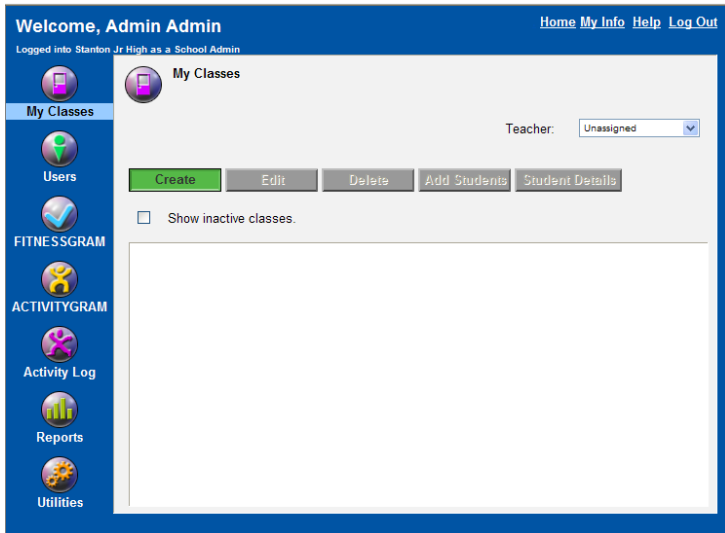 Welcome, Admin Admin
Home My Info Help Log Out
Logged into Stanton Jr High as a School Admin
My Classes
My Classes
Teacher: Unassigned
Users
Create Edit Delete Add Students Student Details
Show inactive classes.
FITNESSGRAM
ACTIVITYGRAM
Activity Log
Reports
Utilities